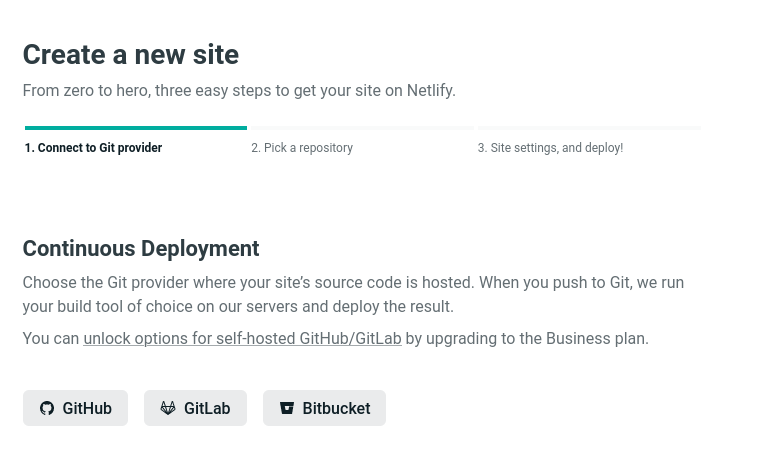 Create a new site
From zero to hero, three easy steps to get your site on Netlify.
1. Connect to Git provider
2. Pick a repository
3. Site settings, and deploy!
Continuous Deployment
Choose the Git provider where your site’s source code is hosted. When you push to Git, we run
your build tool of choice on our servers and deploy the result.
You can unlock options for self-hosted GitHub/GitLab by upgrading to the Business plan.
GitHub
GitLab
Bitbucket